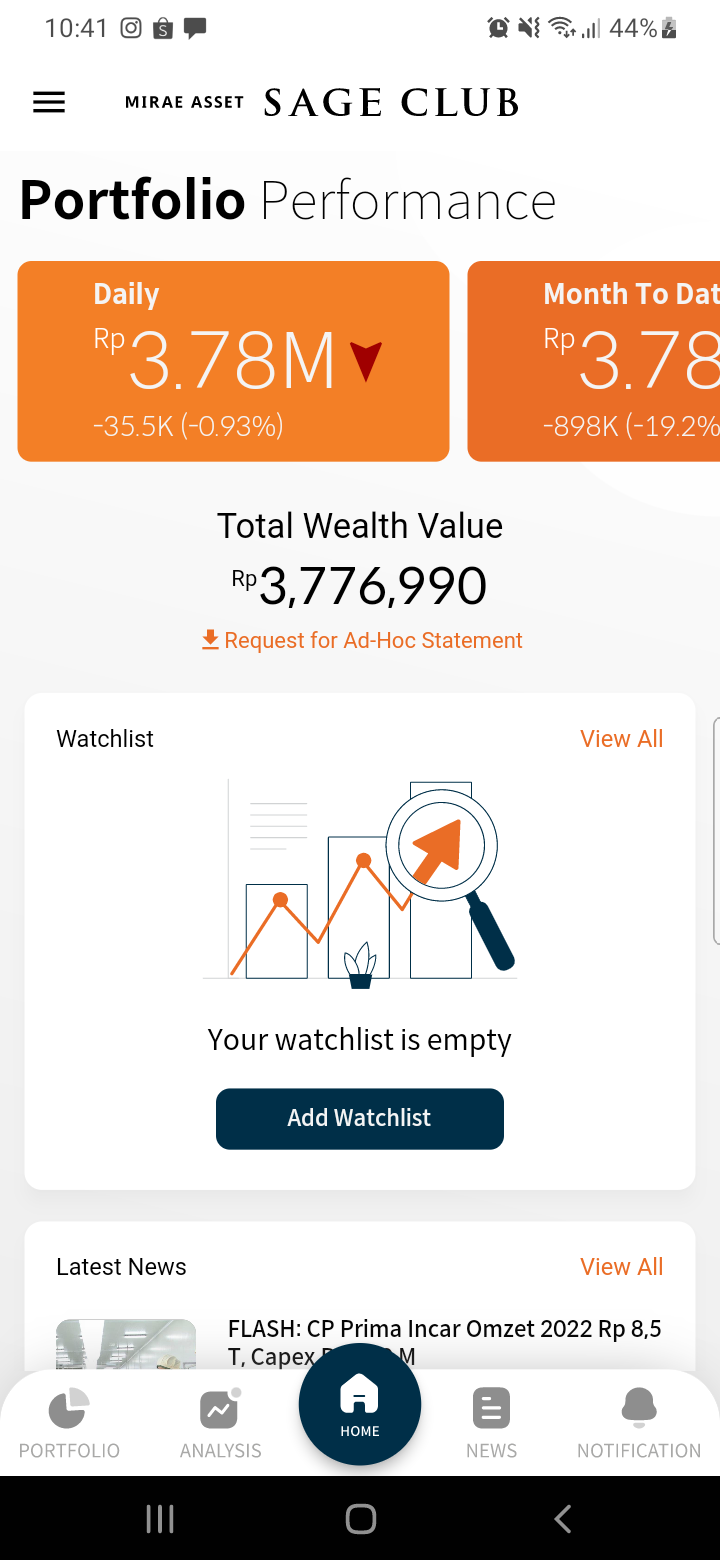 10:41 44%
MIRAE ASSET SAGE CLUB
Portfolio Performance
Daily
Rp 3.78M
-35.5K (-0.93%)
Month To Dat
Rp 3.78
-898K (-19.2%
Total Wealth Value
Rp 3,776,990
Request for Ad-Hoc Statement
Watchlist View All
Your watchlist is empty
Add Watchlist
Latest News View All
FLASH: CP Prima Incar Omzet 2022 Rp 8,5
T, Capex M
PORTFOLIO ANALYSIS HOME NEWS NOTIFICATION